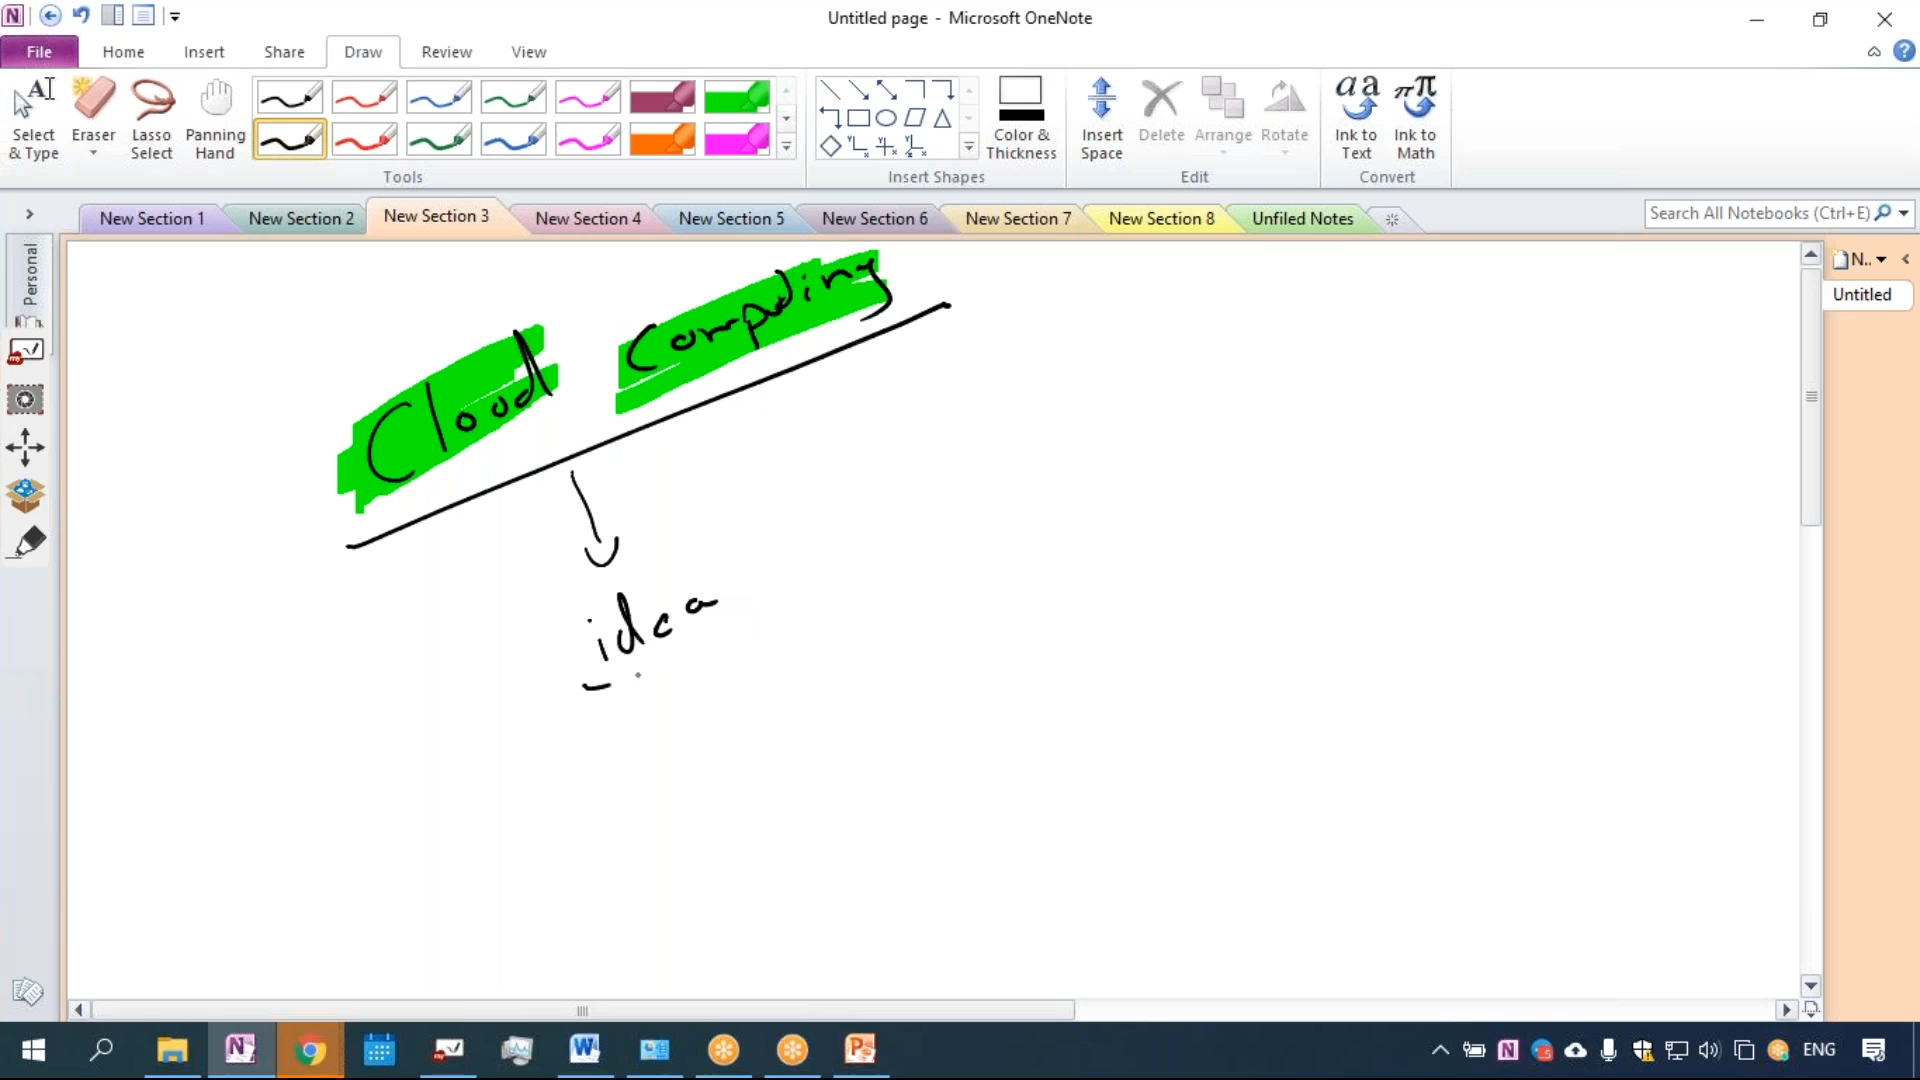 Untitled page - Microsoft OneNote
File Home Insert Share Draw Review View
Select & Type
Eraser
Lasso Select
Panning Hand
Color & Thickness
Insert Space
Delete
Arrange
Rotate
Ink to Text
Ink to Math
Tools
Insert Shapes
Edit
Convert
New Section 1
New Section 2
New Section 3
New Section 4
New Section 5
New Section 6
New Section 7
New Section 8
Unfiled Notes
Search All Notebooks (Ctrl+E)
Personal
N..
Untitled
Cloud Computing
idea
ENG